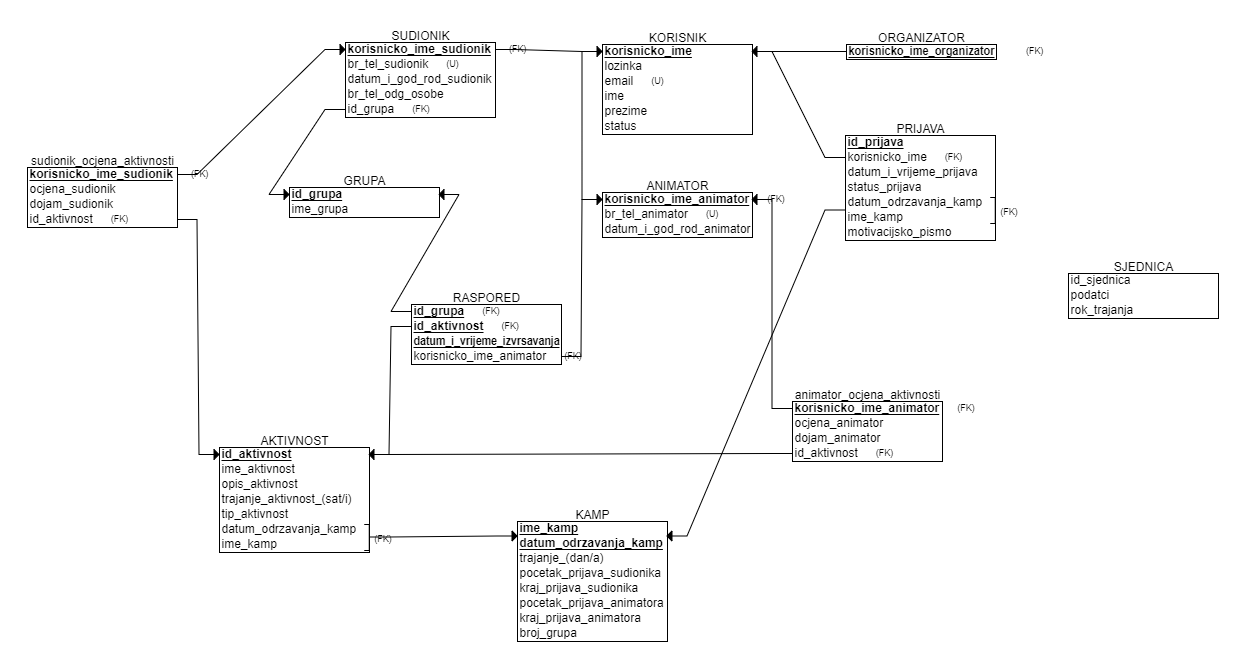 SUDIONIK
korisnicko_ime_sudionik (FK)
br_tel_sudionik (U)
datum_i_god_rod_sudionik
br_tel_odg_osobe
id_grupa (FK)
KORISNIK
korisnicko_ime
lozinka
email (U)
ime
prezime
status
ORGANIZATOR
korisnicko_ime_organizator (FK)
PRIJAVA
id_prijava
korisnicko_ime (FK)
datum_i_vrijeme_prijava
status_prijava
datum_odrzavanja_kamp
ime_kamp
(FK)
motivacijsko_pismo
sudionik_ocjena_aktivnosti
korisnicko_ime_sudionik (FK)
ocjena_sudionik
dojam_sudionik
id_aktivnost (FK)
GRUPA
id_grupa
ime_grupa
ANIMATOR
korisnicko_ime_animator (FK)
br_tel_animator (U)
datum_i_god_rod_animator
SJEDNICA
id_sjednica
podatci
rok_trajanja
RASPORED
id_grupa (FK)
id_aktivnost (FK)
datum_i_vrijeme_izvrsavanja
korisnicko_ime_animator (FK)
animator_ocjena_aktivnosti
korisnicko_ime_animator (FK)
ocjena_animator
dojam_animator
id_aktivnost (FK)
AKTIVNOST
id_aktivnost
ime_aktivnost
opis_aktivnost
trajanje_aktivnost_(sat/i)
tip_aktivnost
datum_odrzavanja_kamp
ime_kamp
(FK)
KAMP
ime_kamp
datum_odrzavanja_kamp
trajanje_(dan/a)
pocetak_prijava_sudionika
kraj_prijava_sudionika
pocetak_prijava_animatora
kraj_prijava_animatora
broj_grupa